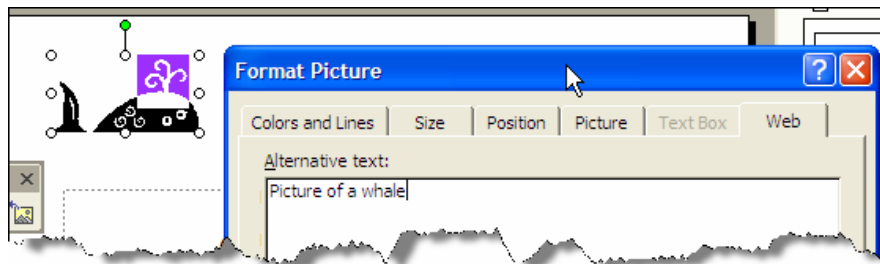 Format Picture
Colors and Lines Size Position Picture Text Box Web
Alternative text:
Picture of a whale